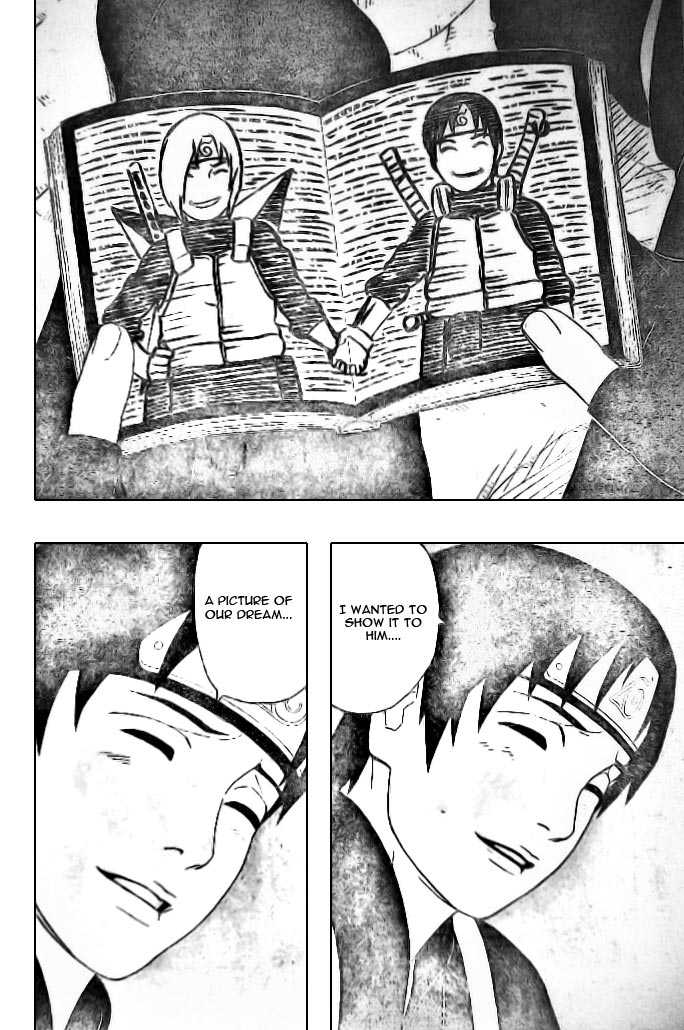 I WANTED TO
SHOW IT TO
HIM....
A PICTURE OF
OUR DREAM...